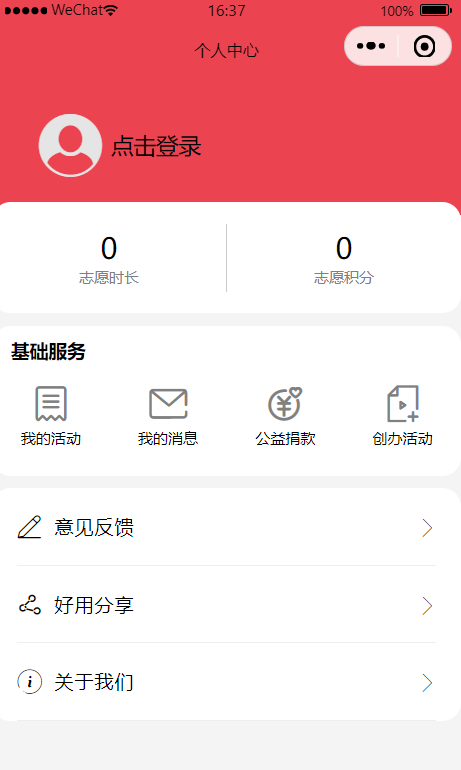 WeChat 16:37 100%
个人中心
点击登录
0 0
志愿时长 志愿积分
基础服务
我的活动 我的消息 公益捐款 创办活动
意见反馈
好用分享
关于我们